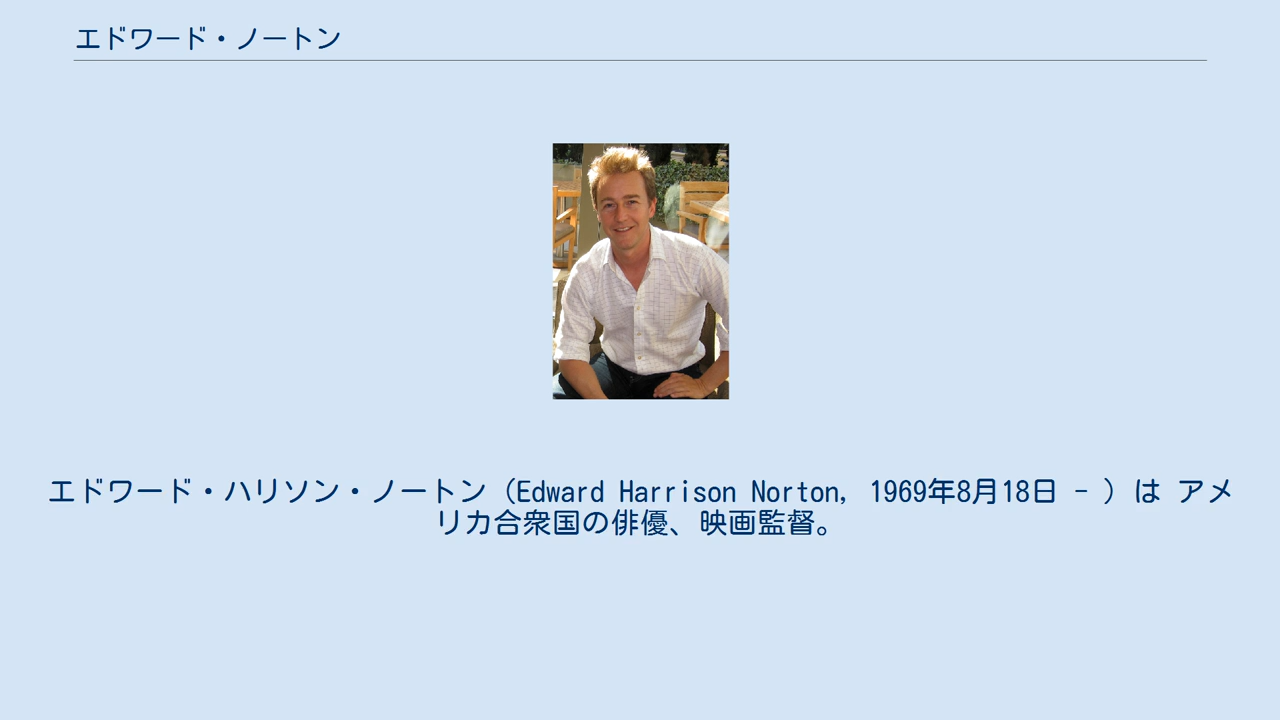 エドワード・ノートン
エドワード・ハリソン・ノートン（Edward Harrison Norton, 1969年8月18日 - ）は アメ
リカ合衆国の俳優、映画監督。